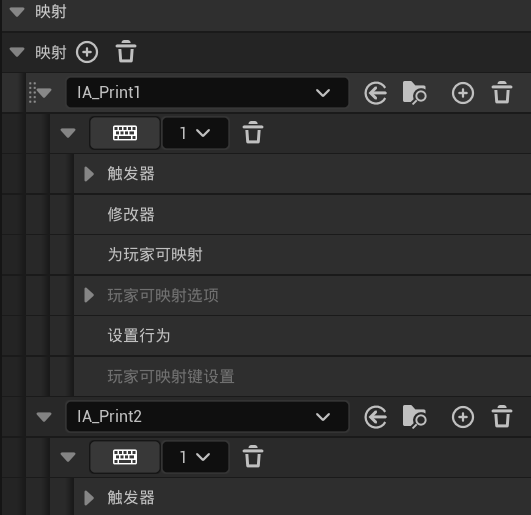 映射
映射
IA_Print1
1
触发器
修改器
为玩家可映射
玩家可映射选项
设置行为
玩家可映射键设置
IA_Print2
1
触发器